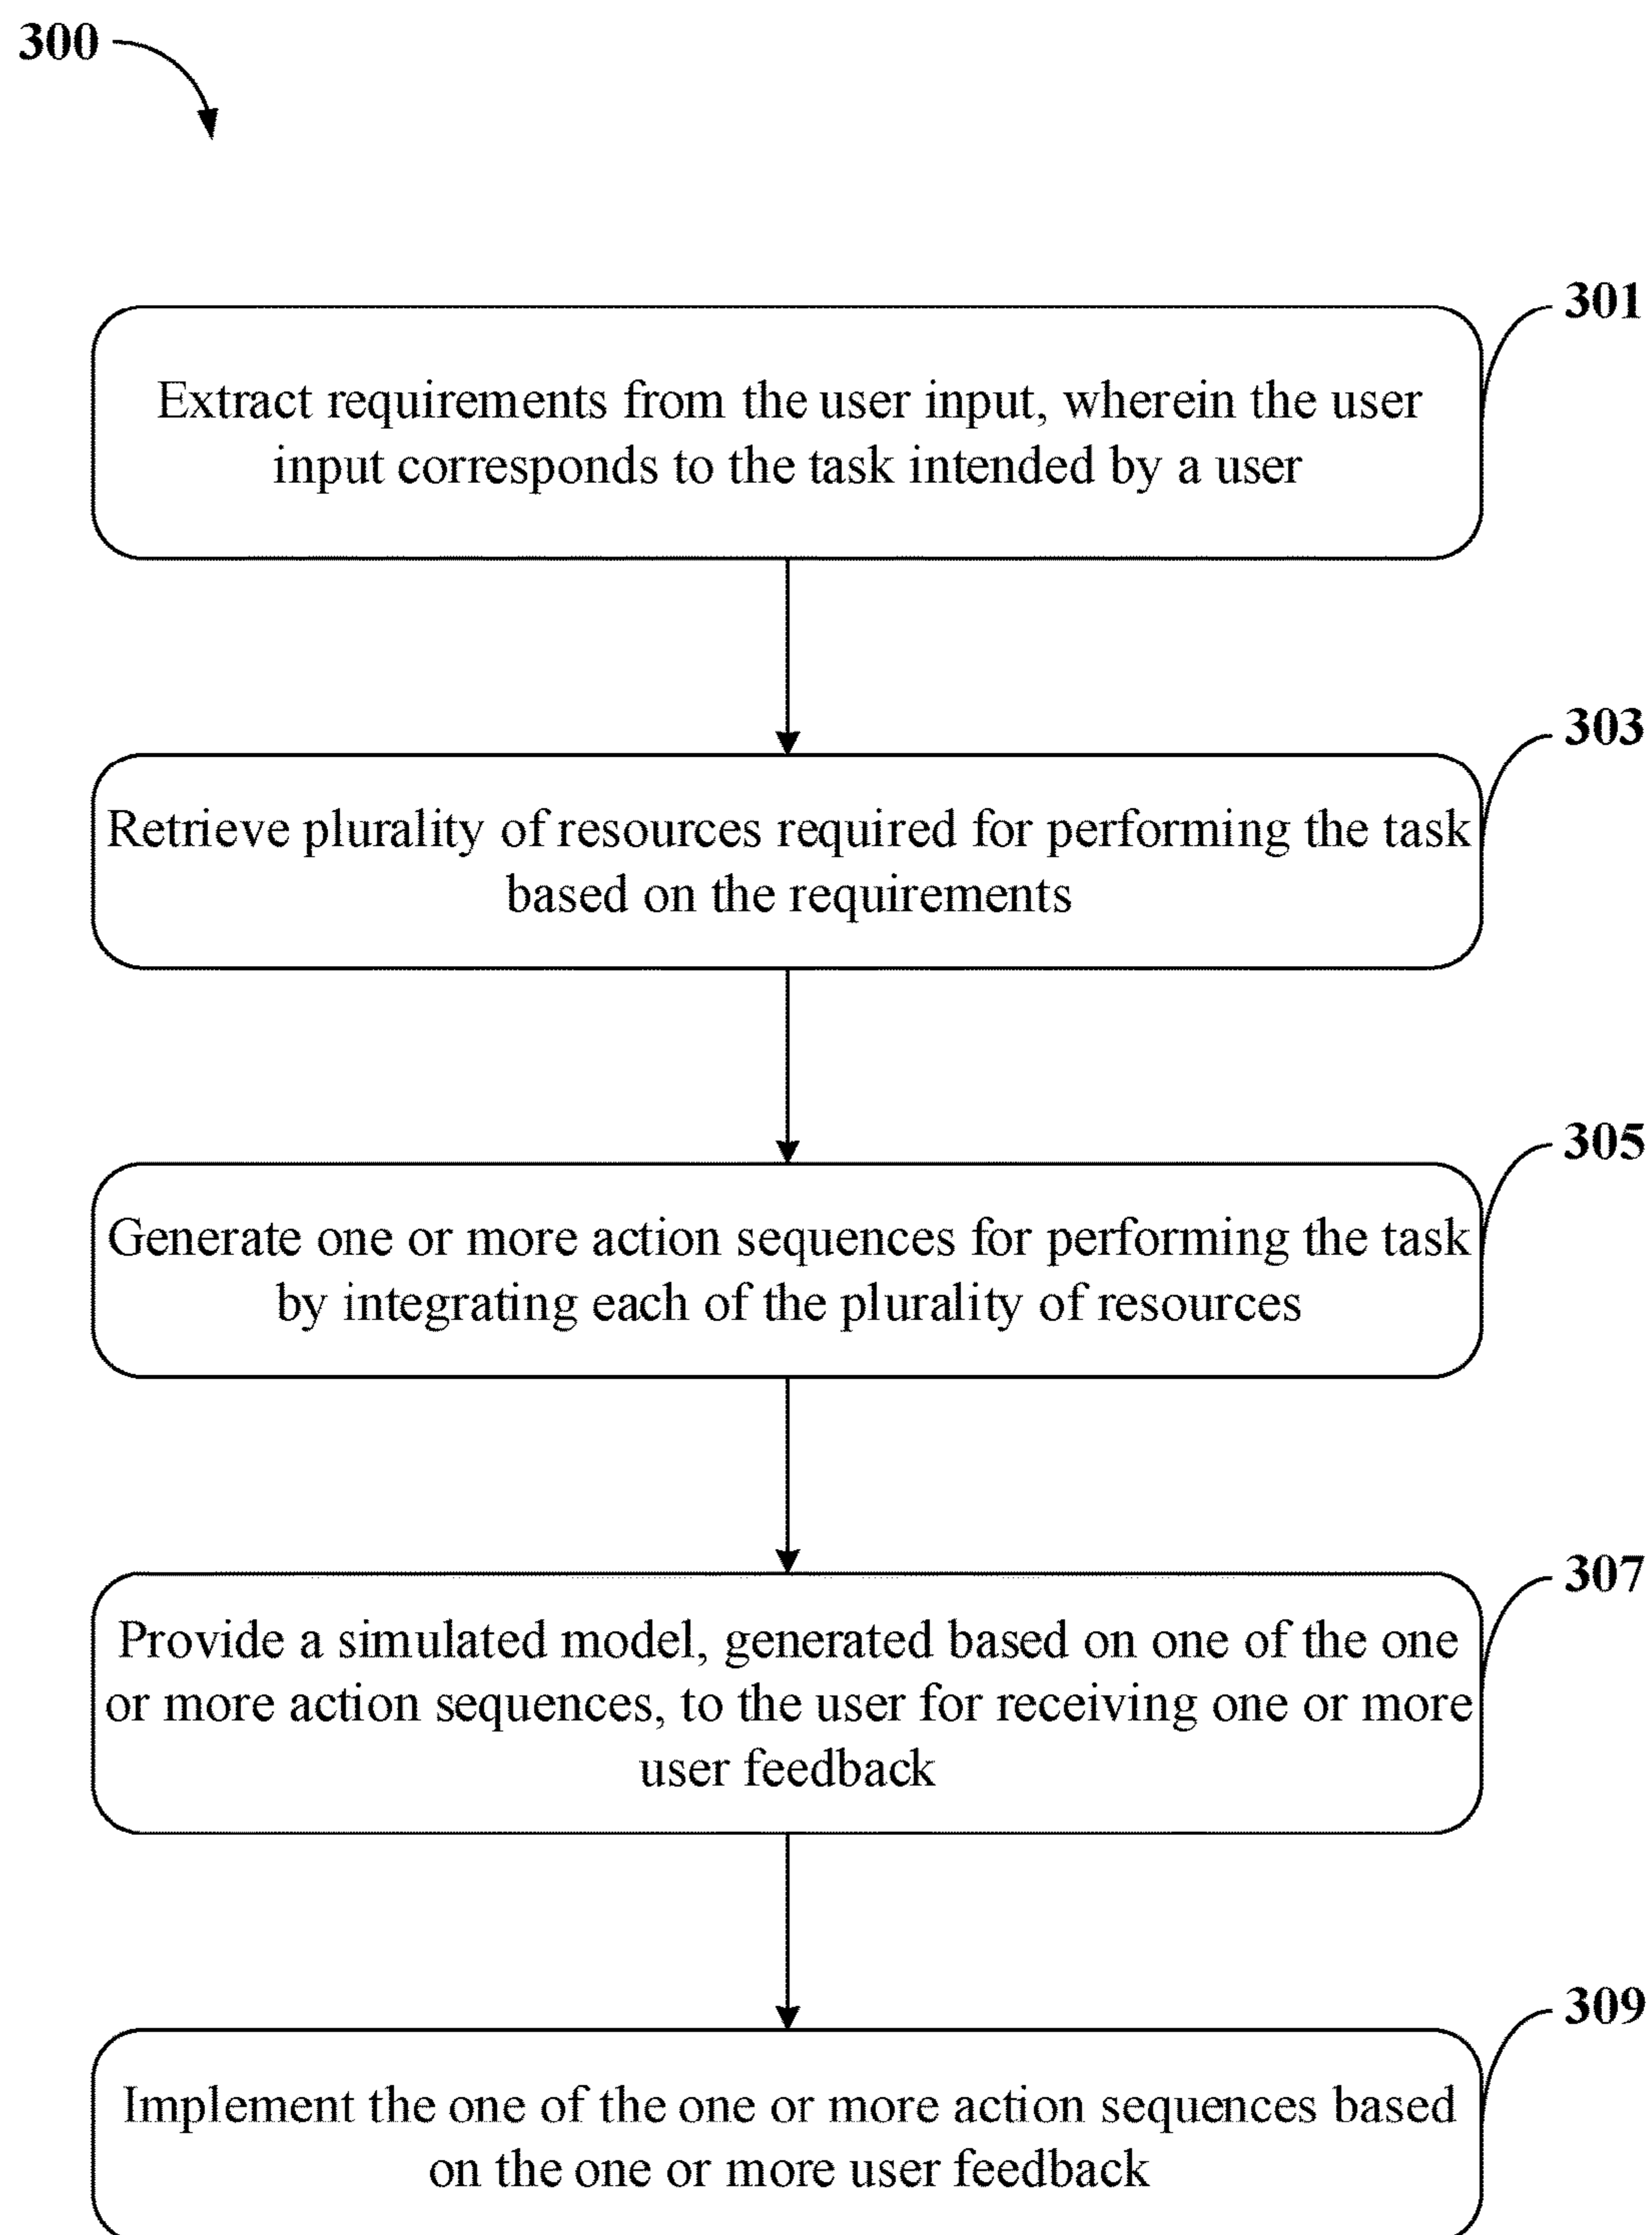 300
301
Extract requirements from the user input, wherein the user
input corresponds to the task intended by a user
303
Retrieve plurality of resources required for performing the task
based on the requirements
305
Generate one or more action sequences for performing the task
by integrating each of the plurality of resources
307
Provide a simulated model, generated based on one of the one
or more action sequences, to the user for receiving one or more
user feedback
309
Implement the one of the one or more action sequences based
on the one or more user feedback